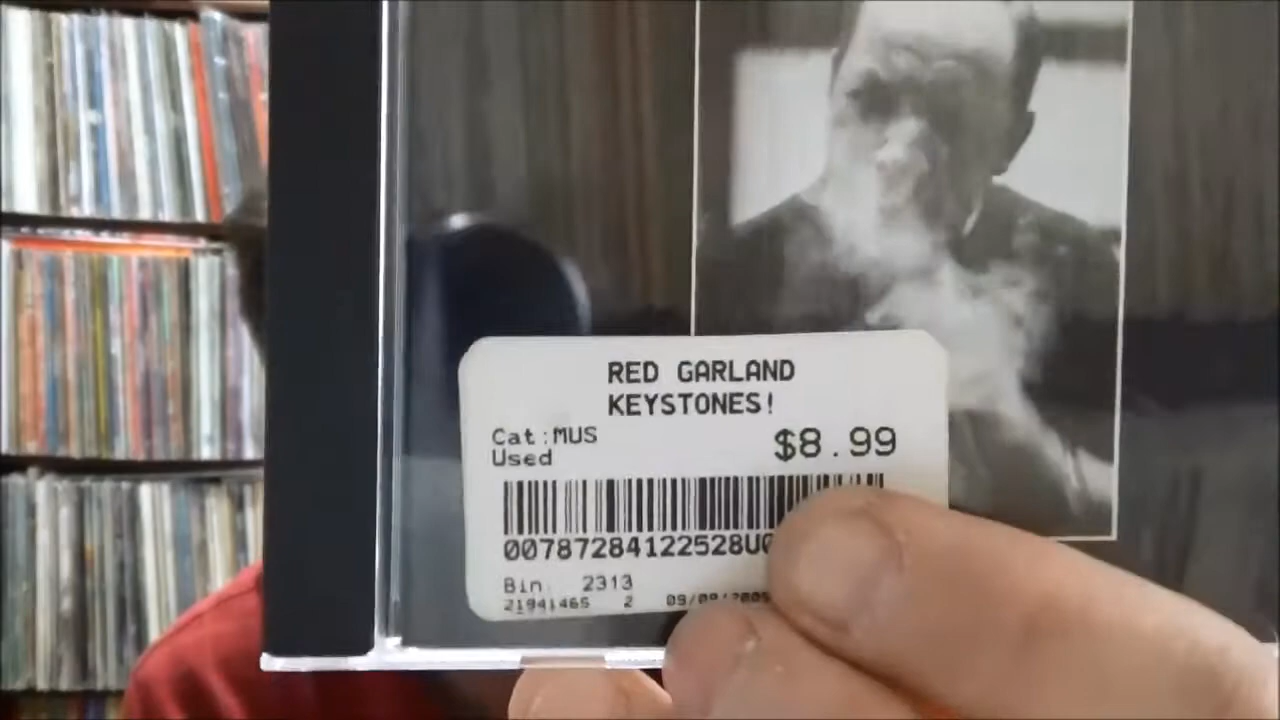 RED GARLAND
KEYSTONES!
Cat:MUS
$8.99
Used
00787284122528U
Bin: 2313
21941465 2